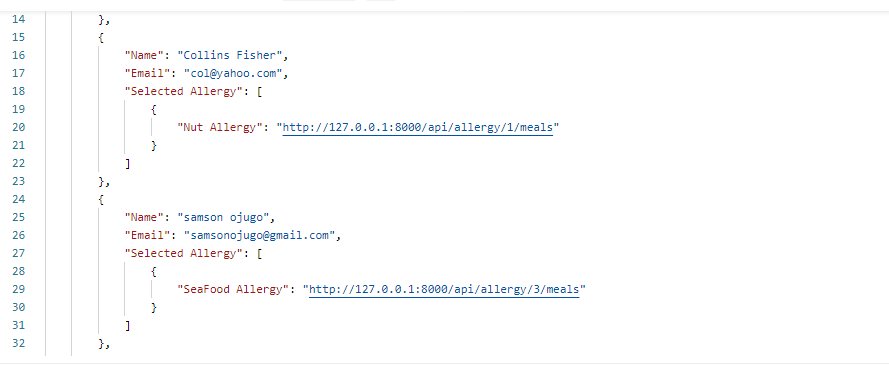 14 },
15 {
16 "Name": "Collins Fisher",
17 "Email": "col@yahoo.com",
18 "Selected Allergy": [
19 {
20 "Nut Allergy": "http://127.0.0.1:8000/api/allergy/1/meals"
21 }
22 ]
23 },
24 {
25 "Name": "samson ojugo",
26 "Email": "samsonojugo@gmail.com",
27 "Selected Allergy": [
28 {
29 "SeaFood Allergy": "http://127.0.0.1:8000/api/allergy/3/meals"
30 }
31 ]
32 },